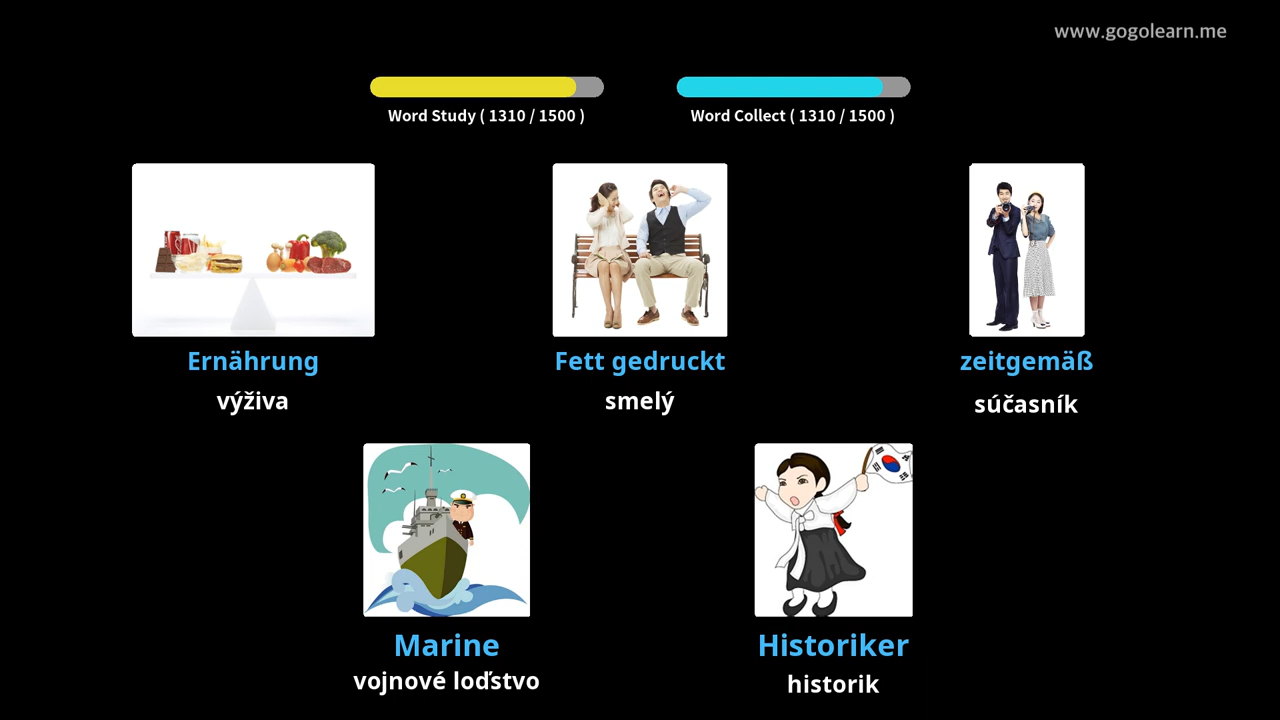 www.gogolearn.me
Word Study ( 1310 / 1500 )
Word Collect ( 1310 / 1500 )
Ernährung
výživa
Fett gedruckt
smelý
zeitgemäß
súčasník
Marine
vojnové loďstvo
Historiker
historik